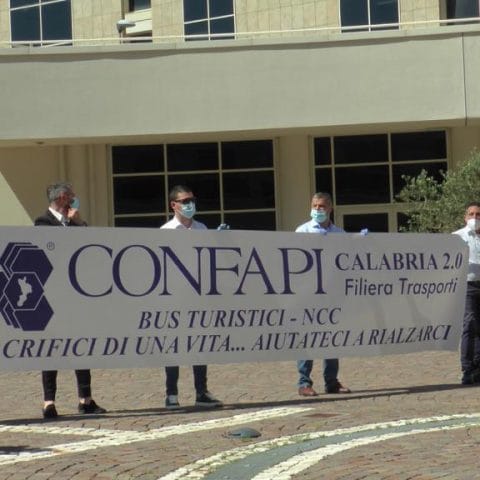 CONFAPI ®
CALABRIA 2.0
Filiera Trasporti
BUS TURISTICI - NCC
CRIFICI DI UNA VITA... AIUTATECI A RIALZARCI